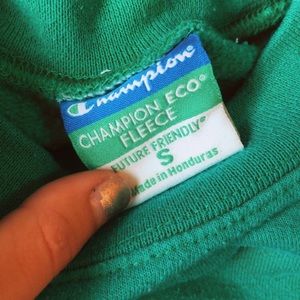 Champion®
CHAMPION ECO®
FLEECE
FUTURE FRIENDLY®
S
Made in Honduras